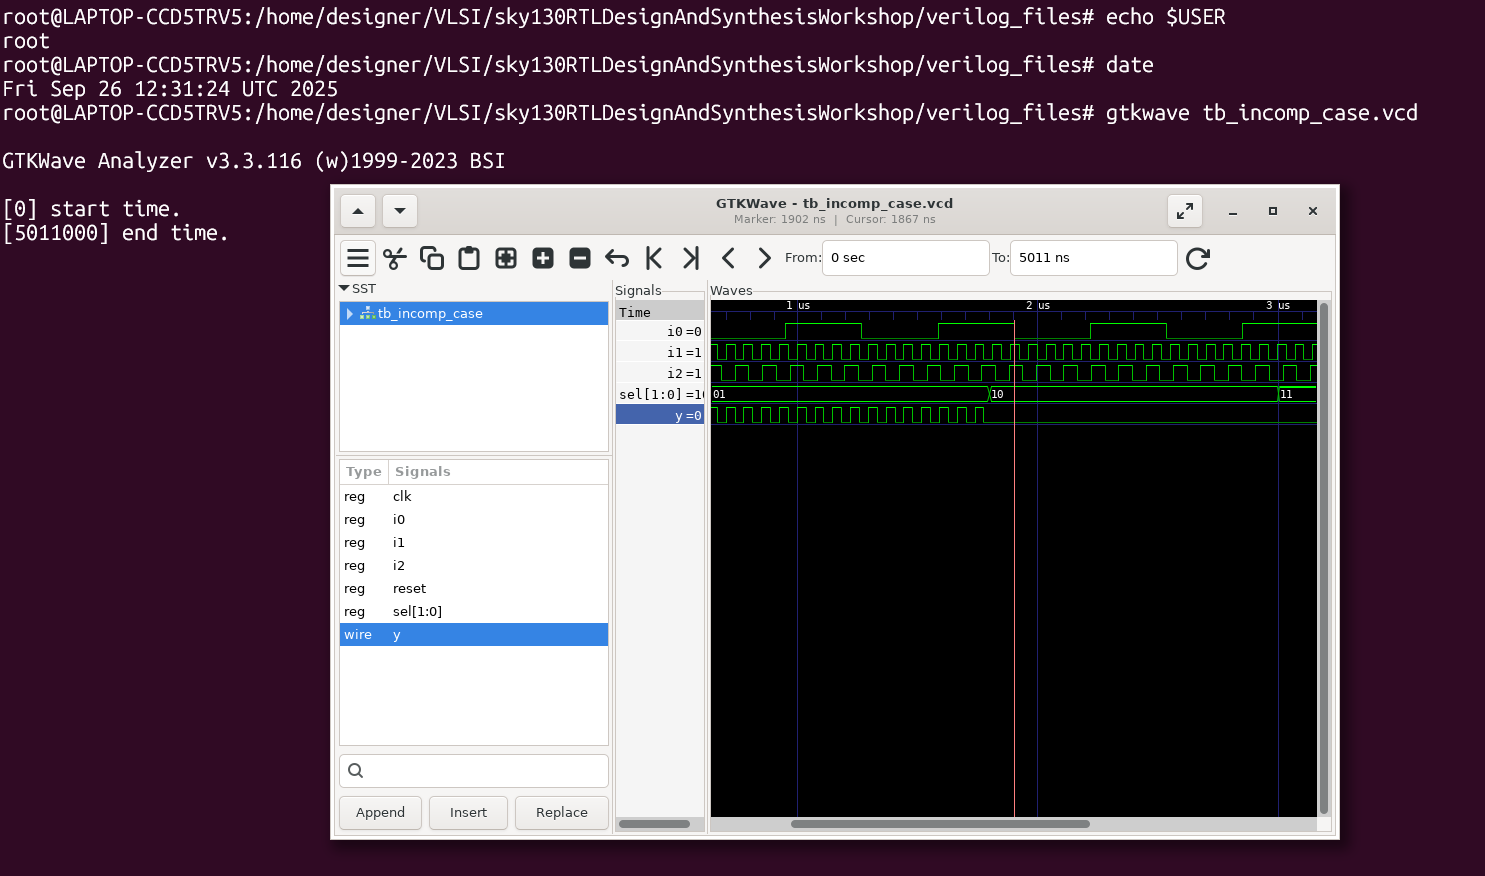 root@LAPTOP-CCD5TRV5:/home/designer/VLSI/sky130RTLDesignAndSynthesisWorkshop/verilog_files# echo $USER
root
root@LAPTOP-CCD5TRV5:/home/designer/VLSI/sky130RTLDesignAndSynthesisWorkshop/verilog_files# date
Fri Sep 26 12:31:24 UTC 2025
root@LAPTOP-CCD5TRV5:/home/designer/VLSI/sky130RTLDesignAndSynthesisWorkshop/verilog_files# gtkwave tb_incomp_case.vcd
GTKWave Analyzer v3.3.116 (w)1999-2023 BSI
[0] start time.
[5011000] end time.
GTKWave - tb_incomp_case.vcd
Marker: 1902 ns | Cursor: 1867 ns
From: 0 sec To: 5011 ns
SST
tb_incomp_case
Type Signals
reg clk
reg i0
reg i1
reg i2
reg reset
reg sel[1:0]
wire y
Append Insert Replace
Signals
Time
i0 =0
i1 =1
i2 =1
sel[1:0] =10
y =0
Waves
1 us 2 us 3 us
01 10 11